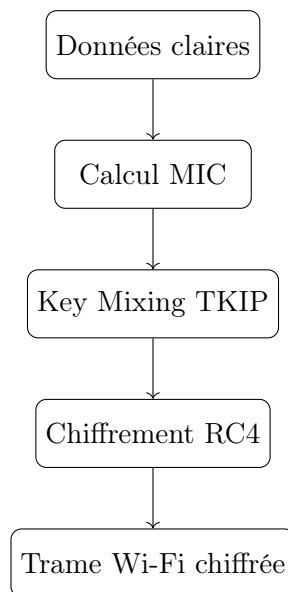 Données claires
Calcul MIC
Key Mixing TKIP
Chiffrement RC4
Trame Wi-Fi chiffrée